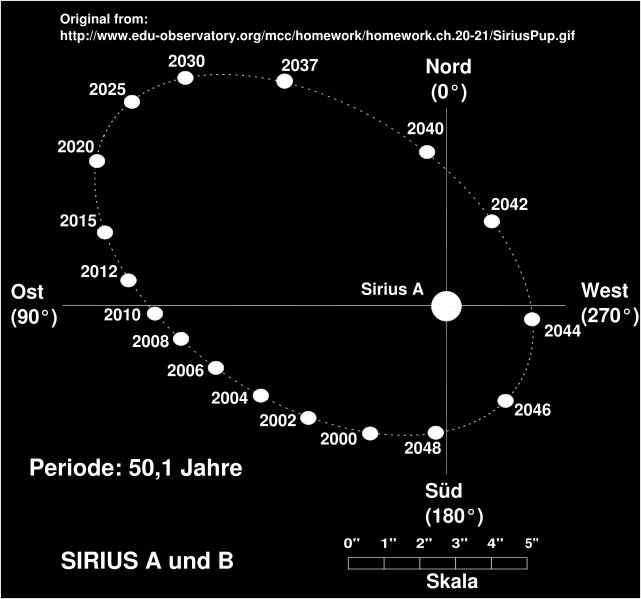 Original from:
http://www.edu-observatory.org/mcc/homework/homework.ch.20-21/SiriusPup.gif
2030
2037
Nord
(0°)
2025
2040
2020
2042
2015
2012
Sirius A
Ost
(90°)
West
(270°)
2010
2044
2008
2006
2004
2046
2002
2000
2048
Periode: 50,1 Jahre
Süd
(180°)
SIRIUS A und B
0" 1" 2" 3" 4" 5"
Skala